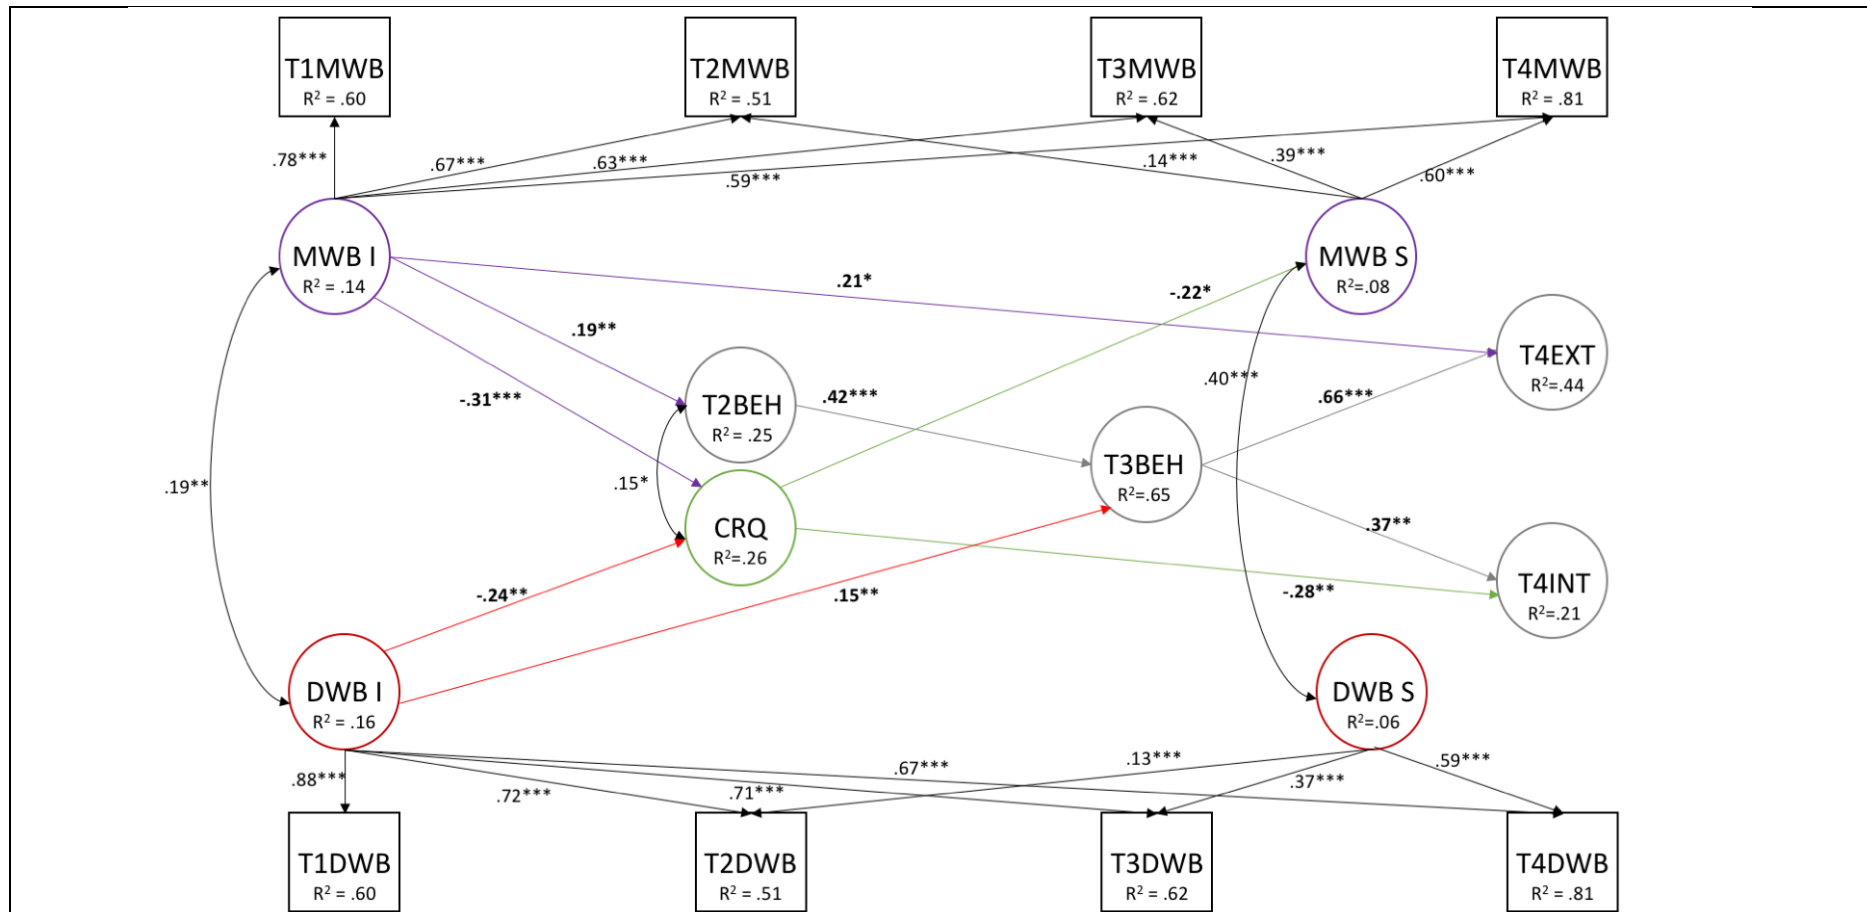 T1MWB
R² = .60
T2MWB
R² = .51
T3MWB
R² = .62
T4MWB
R² = .81
.78***
.67***
.63***
.59***
.14***
.39***
.60***
MWB I
R² = .14
MWB S
R²=.08
.21*
-.22*
.19**
-.31***
T2BEH
R² = .25
.42***
.40***
T4EXT
R²=.44
.66***
T3BEH
R²=.65
.19**
.15*
CRQ
R²=.26
.37**
T4INT
R²=.21
-.24**
.15**
-.28**
DWB I
R² = .16
DWB S
R²=.06
.88***
.72***
.71***
.67***
.13***
.37***
.59***
T1DWB
R² = .60
T2DWB
R² = .51
T3DWB
R² = .62
T4DWB
R² = .81